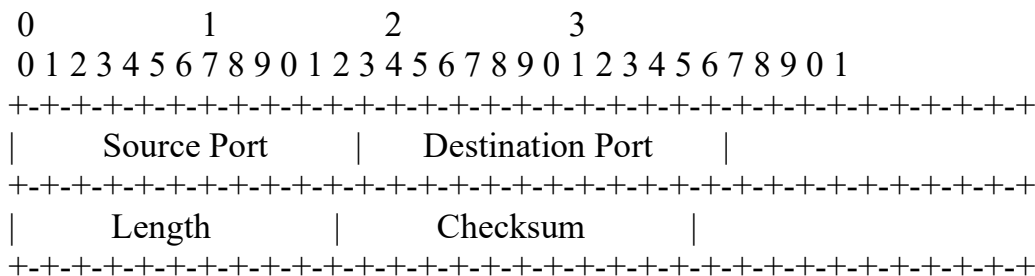 0 1 2 3
0 1 2 3 4 5 6 7 8 9 0 1 2 3 4 5 6 7 8 9 0 1 2 3 4 5 6 7 8 9 0 1
+-+-+-+-+-+-+-+-+-+-+-+-+-+-+-+-+-+-+-+-+-+-+-+-+-+-+-+-+-+-+-+-+
| Source Port | Destination Port |
+-+-+-+-+-+-+-+-+-+-+-+-+-+-+-+-+-+-+-+-+-+-+-+-+-+-+-+-+-+-+-+-+
| Length | Checksum |
+-+-+-+-+-+-+-+-+-+-+-+-+-+-+-+-+-+-+-+-+-+-+-+-+-+-+-+-+-+-+-+-+